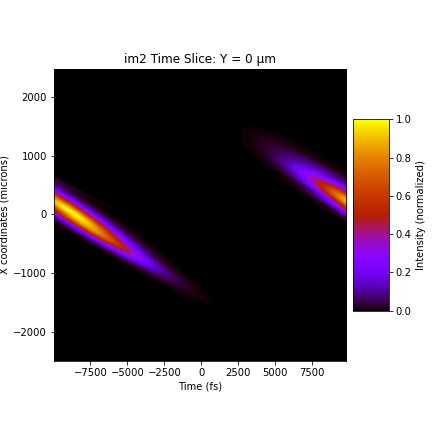 im2 Time Slice: Y = 0 μm
2000
1000
0
−1000
−2000
X coordinates (microns)
−7500 −5000 −2500 0 2500 5000 7500
Time (fs)
1.0
0.8
0.6
0.4
0.2
0.0
Intensity (normalized)